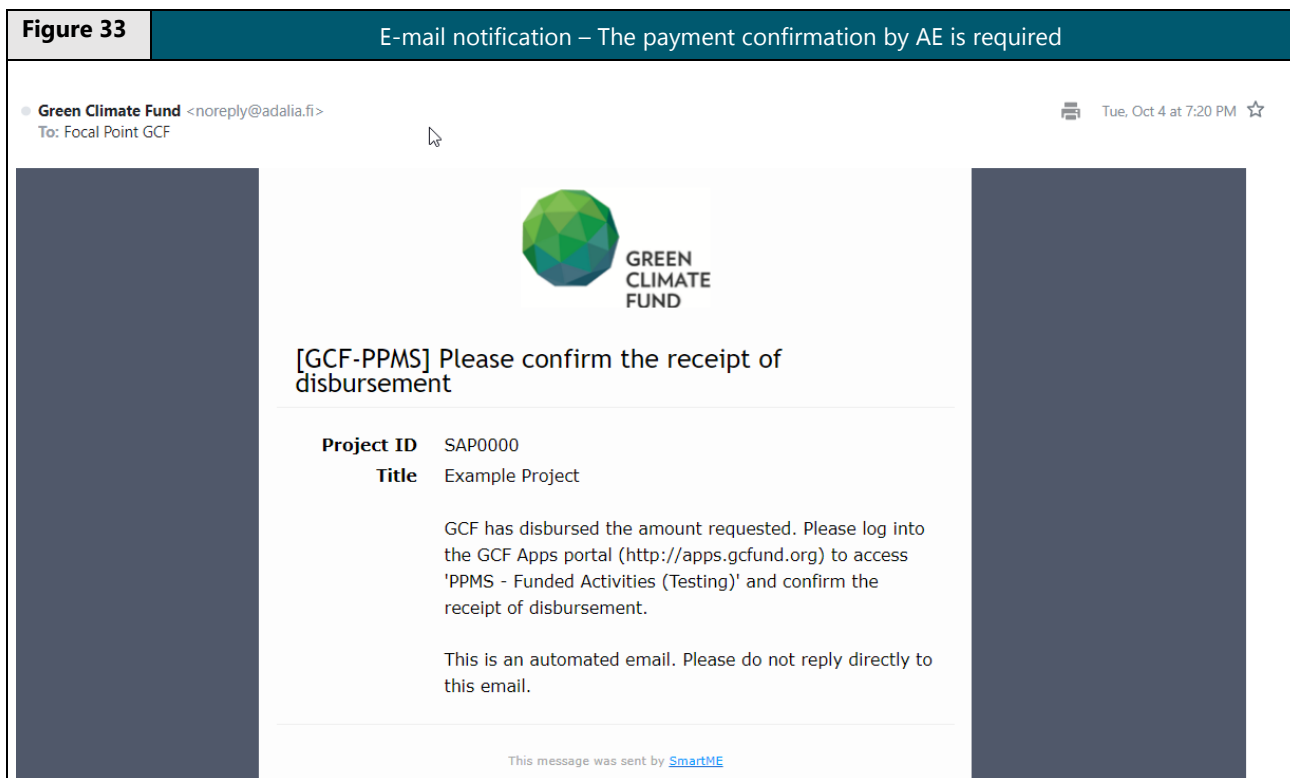 Figure 33
E-mail notification – The payment confirmation by AE is required
Green Climate Fund <noreply@adalia.fi>
Tue, Oct 4 at 7:20 PM
To: Focal Point GCF
GREEN
CLIMATE
FUND
[GCF-PPMS] Please confirm the receipt of
disbursement
Project ID SAP0000
Title Example Project
GCF has disbursed the amount requested. Please log into
the GCF Apps portal (http://apps.gcfund.org) to access
'PPMS - Funded Activities (Testing)' and confirm the
receipt of disbursement.
This is an automated email. Please do not reply directly to
this email.
This message was sent by SmartME